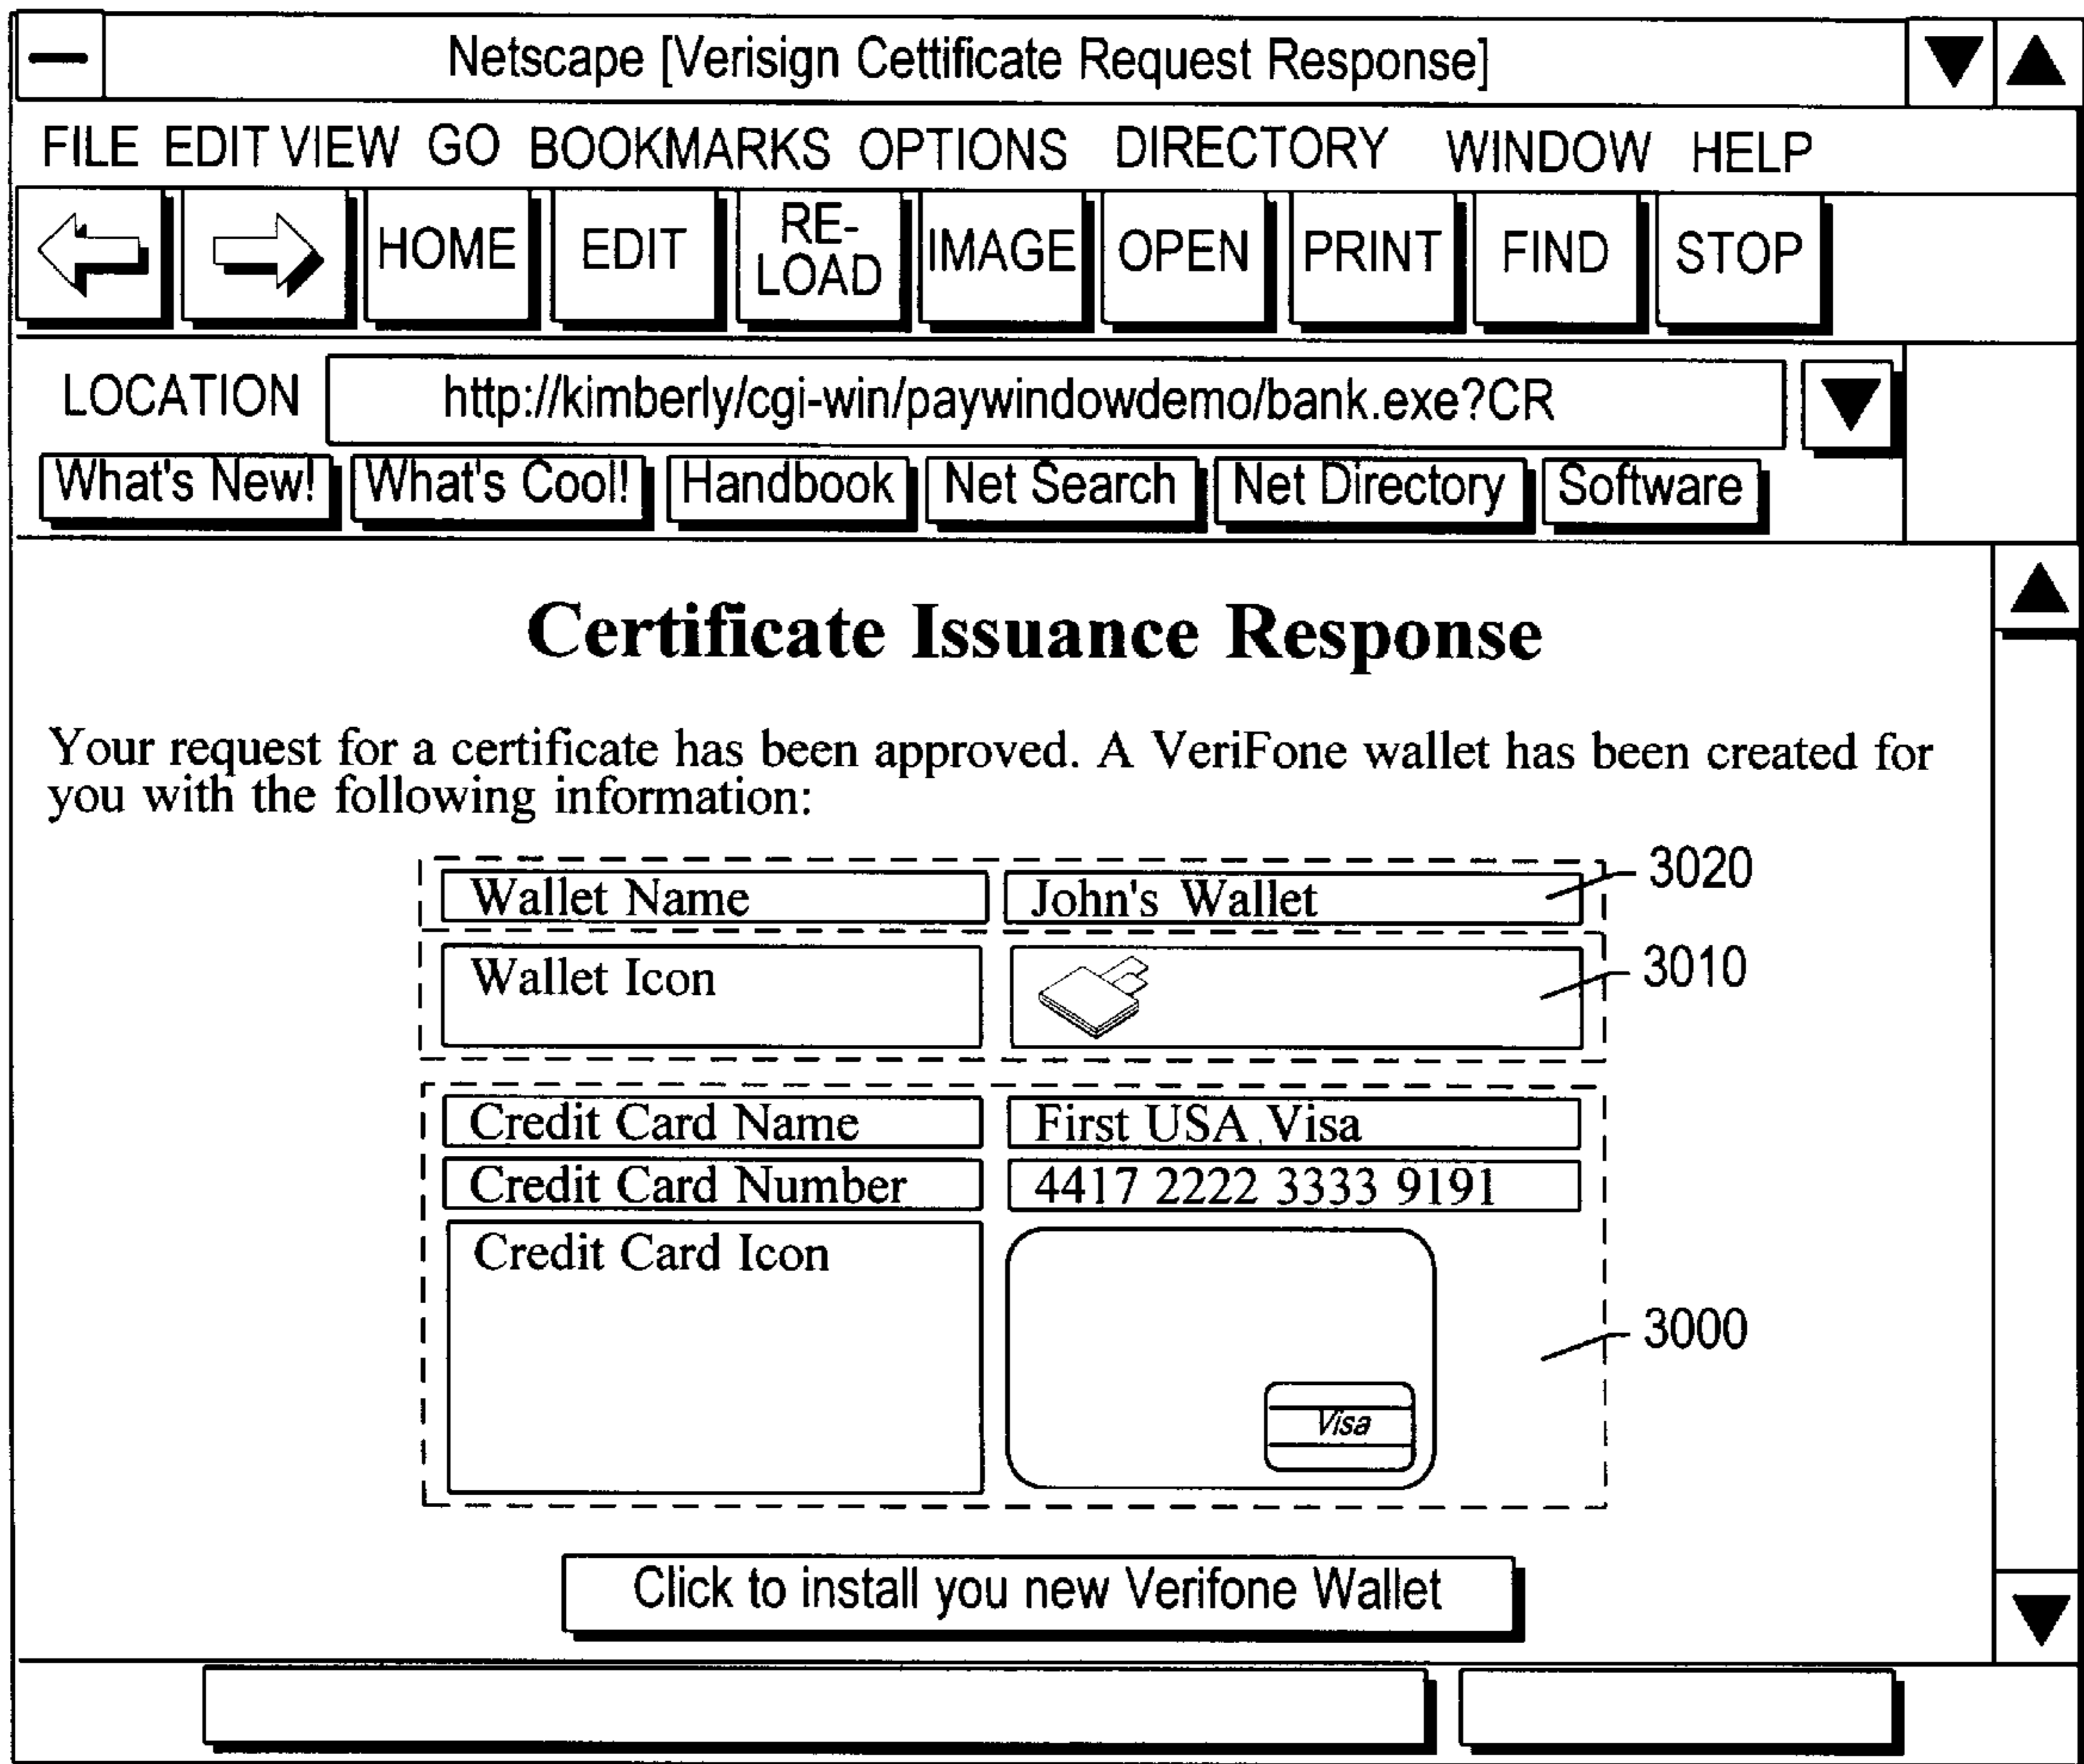 Netscape [Verisign Cettificate Request Response]
FILE EDIT VIEW GO BOOKMARKS OPTIONS DIRECTORY WINDOW HELP
HOME EDIT RE-LOAD IMAGE OPEN PRINT FIND STOP
LOCATION http://kimberly/cgi-win/paywindowdemo/bank.exe?CR
What's New! What's Cool! Handbook Net Search Net Directory Software
Certificate Issuance Response
Your request for a certificate has been approved. A VeriFone wallet has been created for
you with the following information:
Wallet Name John's Wallet 3020
Wallet Icon 3010
Credit Card Name First USA Visa
Credit Card Number 4417 2222 3333 9191
Credit Card Icon
3000
Visa
Click to install you new Verifone Wallet